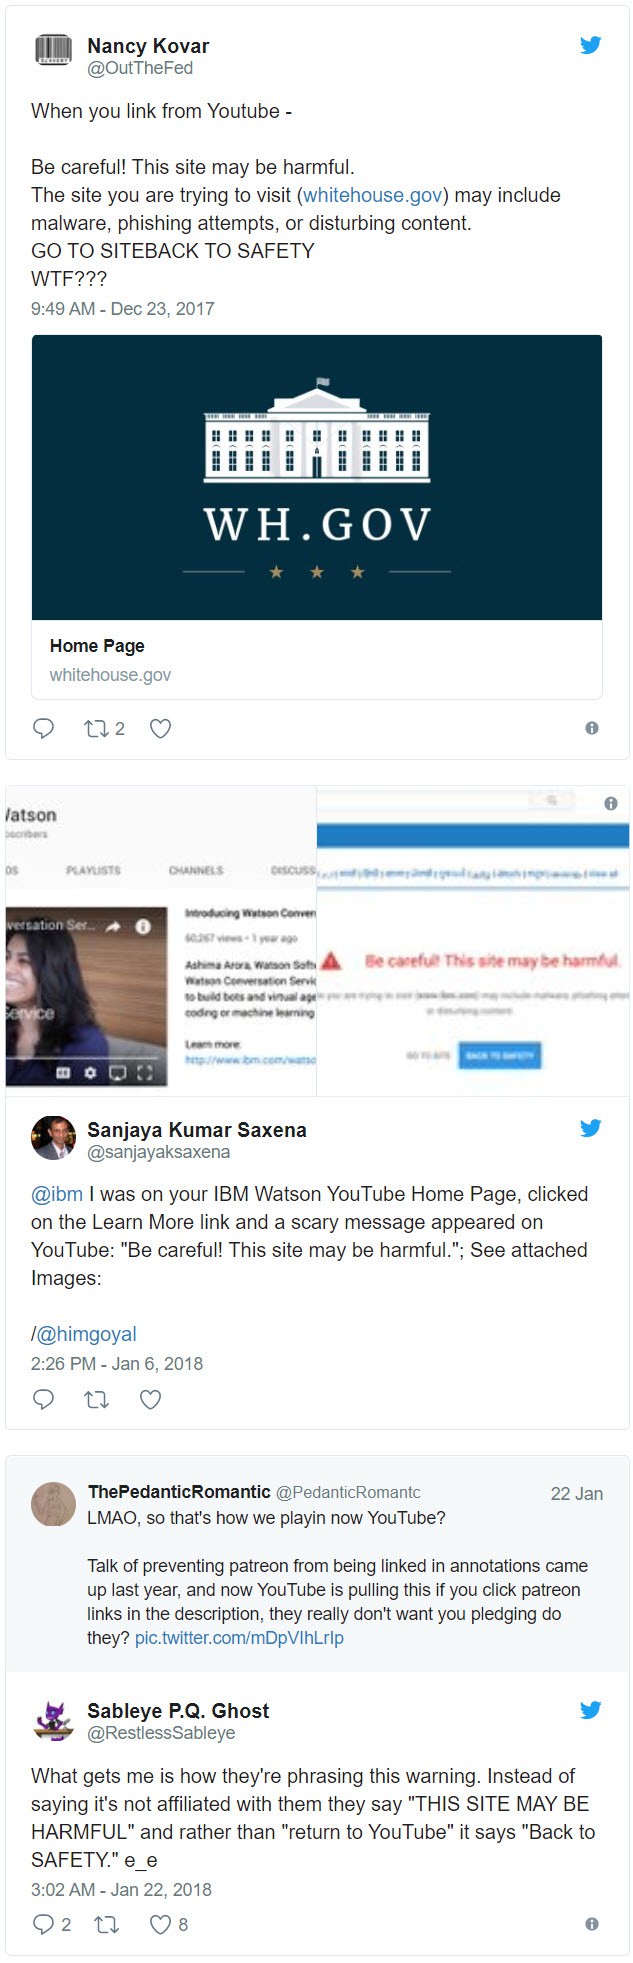 Nancy Kovar
@OutTheFed
When you link from Youtube -
Be careful! This site may be harmful.
The site you are trying to visit (whitehouse.gov) may include
malware, phishing attempts, or disturbing content.
GO TO SITEBACK TO SAFETY
WTF???
9:49 AM - Dec 23, 2017
WH.GOV
Home Page
whitehouse.gov
2
/atson
oscribers
OS PLAYLISTS CHANNELS DISCUSS
versation Ser...
ervice
Introducing Watson Conver
60,267 views • 1 year ago
Ashima Arora, Watson Soft
Watson Conversation Servic
to build bots and virtual age
coding or machine learning
Learn more:
http://www.ibm.com/watso
Be careful! This site may be harmful.
GO TO SITE BACK TO SAFETY
Sanjaya Kumar Saxena
@sanjayaksaxena
@ibm I was on your IBM Watson YouTube Home Page, clicked
on the Learn More link and a scary message appeared on
YouTube: "Be careful! This site may be harmful."; See attached
Images:
/@himgoyal
2:26 PM - Jan 6, 2018
ThePedanticRomantic @PedanticRomantc 22 Jan
LMAO, so that's how we playin now YouTube?
Talk of preventing patreon from being linked in annotations came
up last year, and now YouTube is pulling this if you click patreon
links in the description, they really don't want you pledging do
they? pic.twitter.com/mDpVIhLrIp
Sableye P.Q. Ghost
@RestlessSableye
What gets me is how they're phrasing this warning. Instead of
saying it's not affiliated with them they say "THIS SITE MAY BE
HARMFUL" and rather than "return to YouTube" it says "Back to
SAFETY." e_e
3:02 AM - Jan 22, 2018
2 8